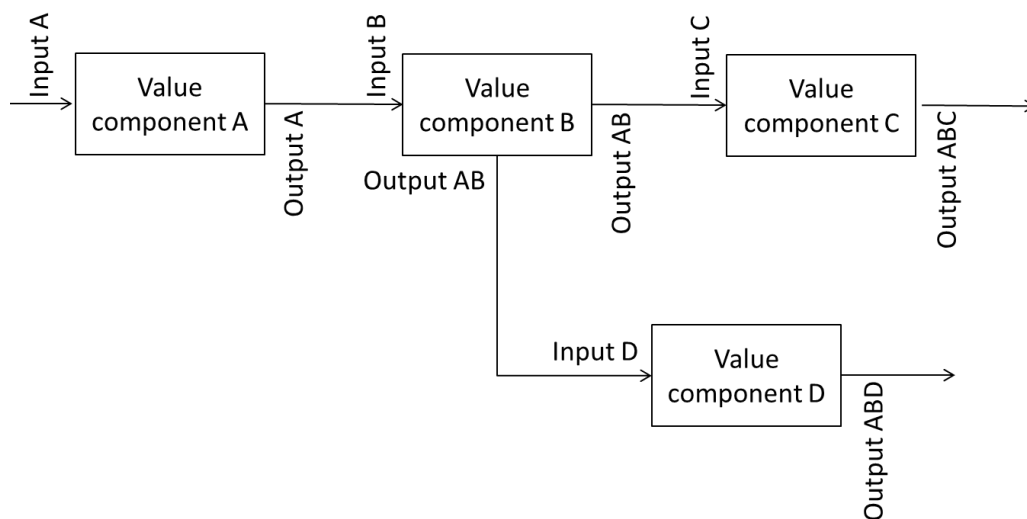 Input A
Value
component A
Output A
Input B
Value
component B
Output AB
Output AB
Input C
Value
component C
Output ABC
Input D
Value
component D
Output ABD